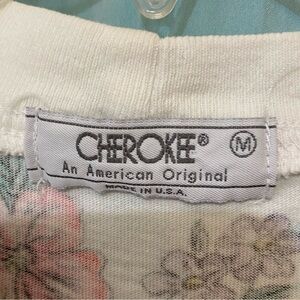 CHEROKEE® M
An American Original
MADE IN U.S.A.